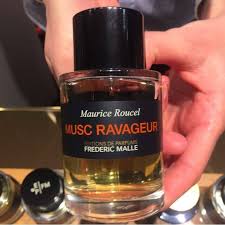 Maurice Roucel
MUSC RAVAGEUR
EDITIONS DE PARFUMS
FREDERIC MALLE